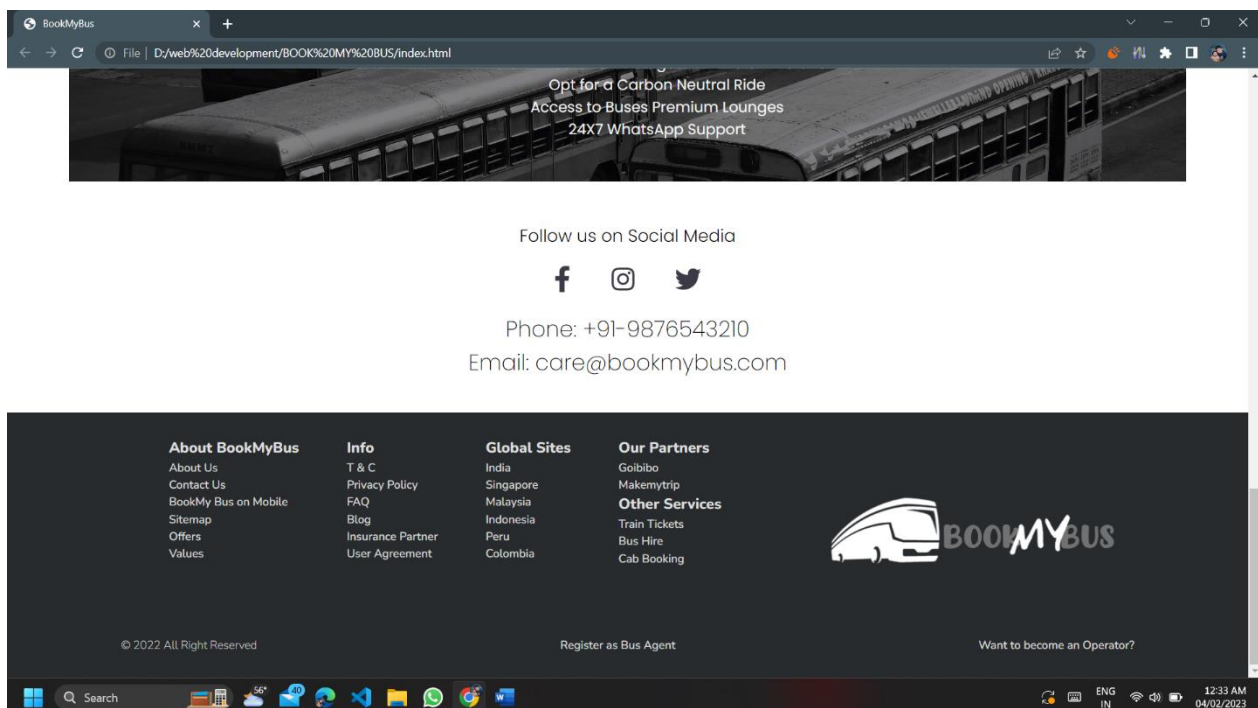 BookMyBus
File | D:/web%20development/BOOK%20MY%20BUS/index.html
Opt for a Carbon Neutral Ride
Access to Buses Premium Lounges
24X7 WhatsApp Support
NMMT
Follow us on Social Media
Phone: +91-9876543210
Email: care@bookmybus.com
About BookMyBus
About Us
Contact Us
BookMy Bus on Mobile
Sitemap
Offers
Values
Info
T & C
Privacy Policy
FAQ
Blog
Insurance Partner
User Agreement
Global Sites
India
Singapore
Malaysia
Indonesia
Peru
Colombia
Our Partners
Goibibo
Makemytrip
Other Services
Train Tickets
Bus Hire
Cab Booking
BOOKMYBUS
© 2022 All Right Reserved
Register as Bus Agent
Want to become an Operator?
Search
56°
40
ENG
IN
12:33 AM
04/02/2023